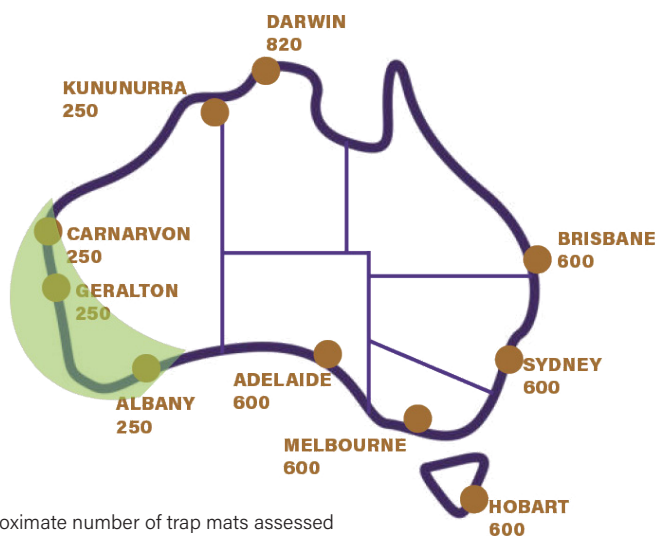 DARWIN
820
KUNUNURRA
250
CARNARVON
250
GERALTON
250
BRISBANE
600
SYDNEY
600
ADELAIDE
600
ALBANY
250
MELBOURNE
600
HOBART
600
number of trap mats assessed